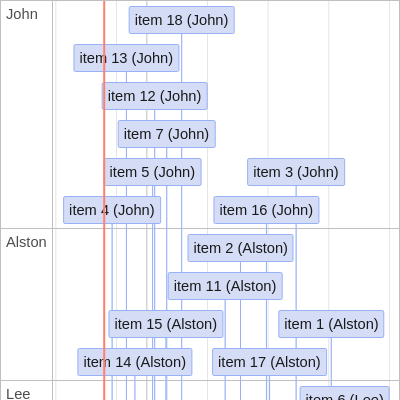 John
item 18 (John)
item 13 (John)
item 12 (John)
item 7 (John)
item 5 (John)
item 3 (John)
item 4 (John)
item 16 (John)
Alston
item 2 (Alston)
item 11 (Alston)
item 15 (Alston)
item 1 (Alston)
item 14 (Alston)
item 17 (Alston)
Lee
item 6 (Lee)